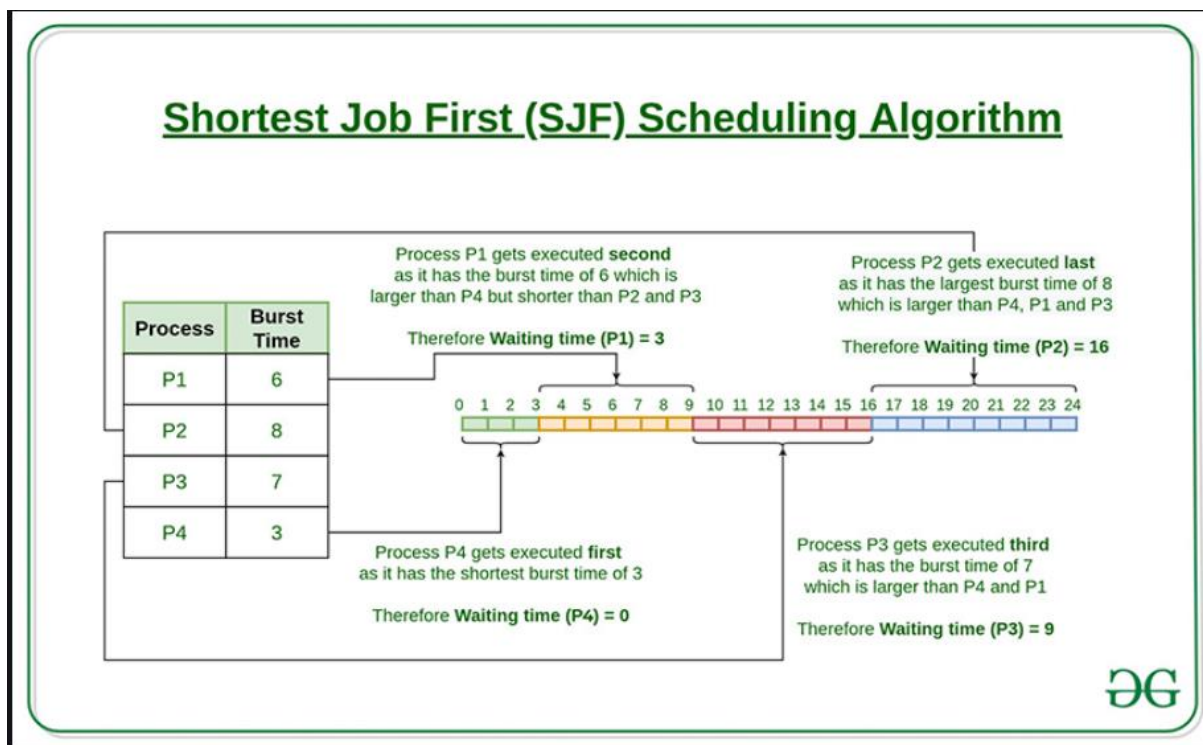 Shortest Job First (SJF) Scheduling Algorithm
Process P1 gets executed second
as it has the burst time of 6 which is
larger than P4 but shorter than P2 and P3
Therefore Waiting time (P1) = 3
Process P2 gets executed last
as it has the largest burst time of 8
which is larger than P4, P1 and P3
Therefore Waiting time (P2) = 16
Process Burst Time
P1 6
P2 8
P3 7
P4 3
0 1 2 3 4 5 6 7 8 9 10 11 12 13 14 15 16 17 18 19 20 21 22 23 24
Process P4 gets executed first
as it has the shortest burst time of 3
Therefore Waiting time (P4) = 0
Process P3 gets executed third
as it has the burst time of 7
which is larger than P4 and P1
Therefore Waiting time (P3) = 9